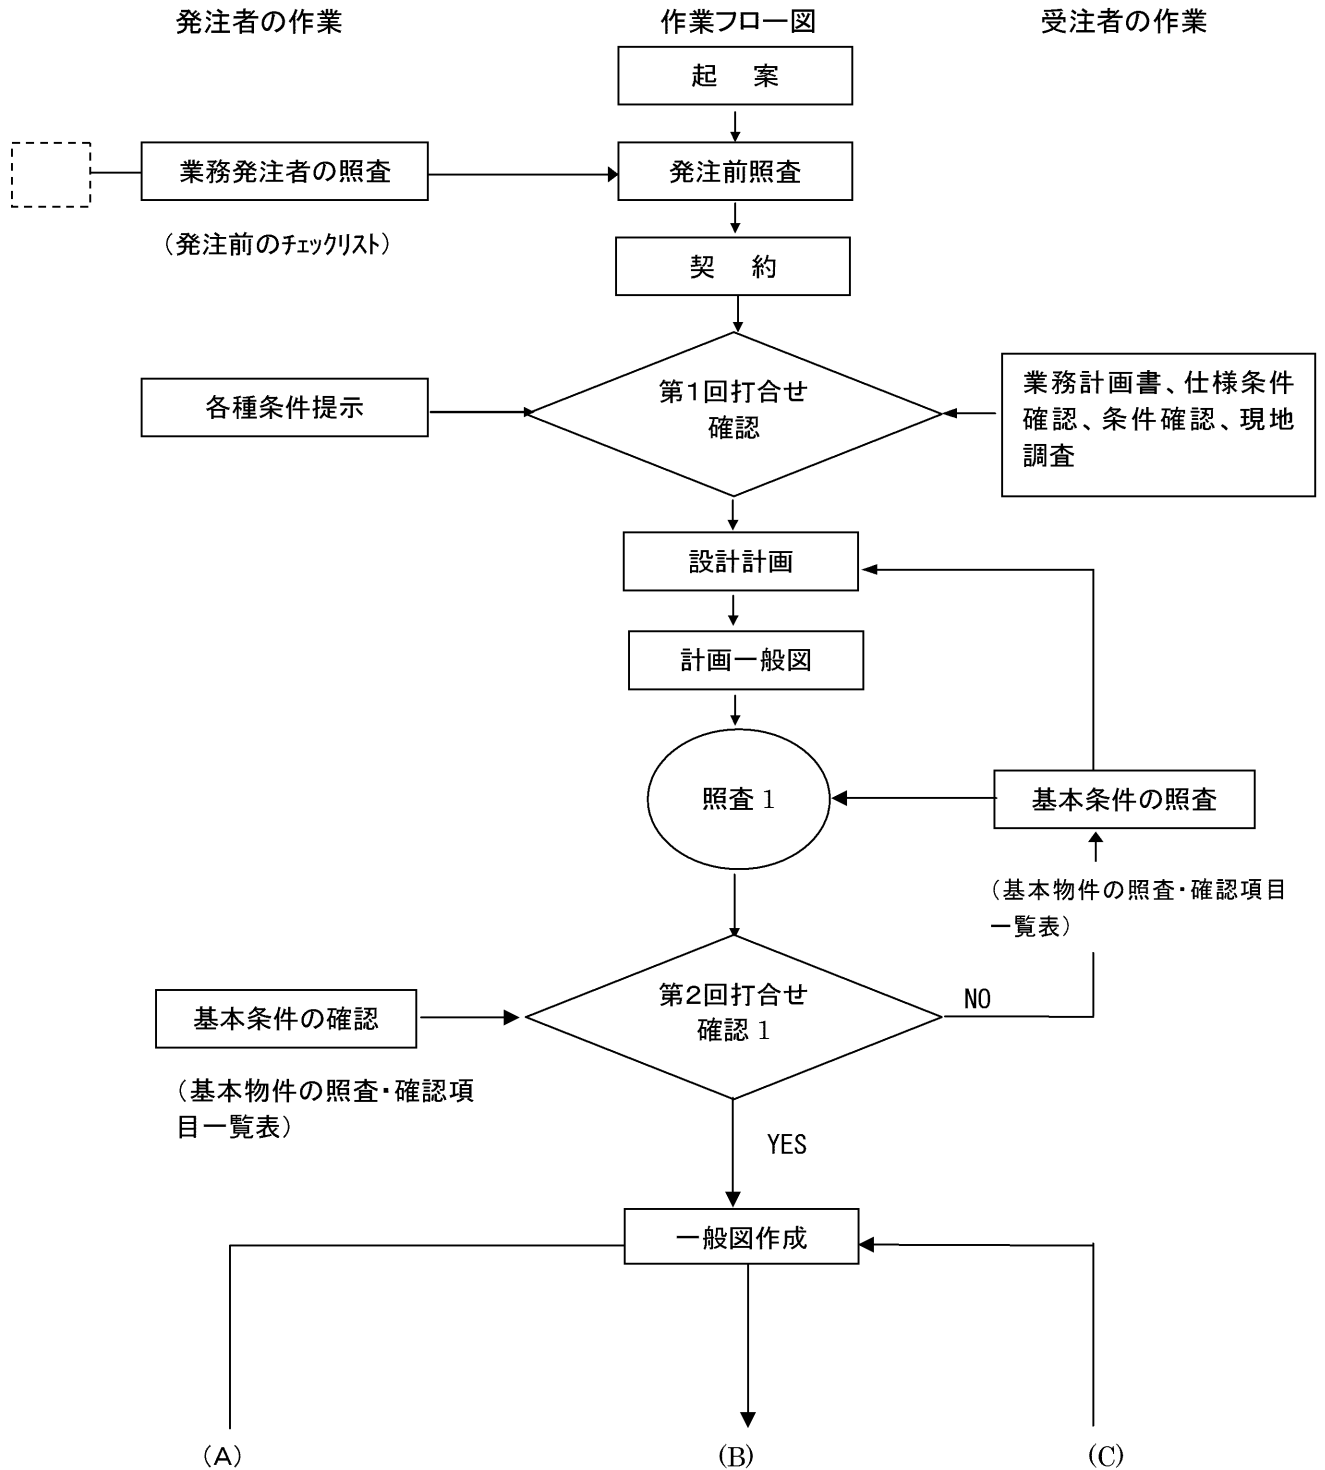 発注者の作業
作業フロー図
受注者の作業
起　案
業務発注者の照査
発注前照査
（発注前のﾁｪｯｸﾘｽﾄ）
契　約
各種条件提示
第１回打合せ
確認
業務計画書、仕様条件
確認、条件確認、現地
調査
設計計画
計画一般図
照査１
基本条件の照査
（基本物件の照査・確認項目
一覧表）
基本条件の確認
第２回打合せ
確認１
NO
（基本物件の照査・確認項
目一覧表）
YES
一般図作成
（A）
(B)
(C)